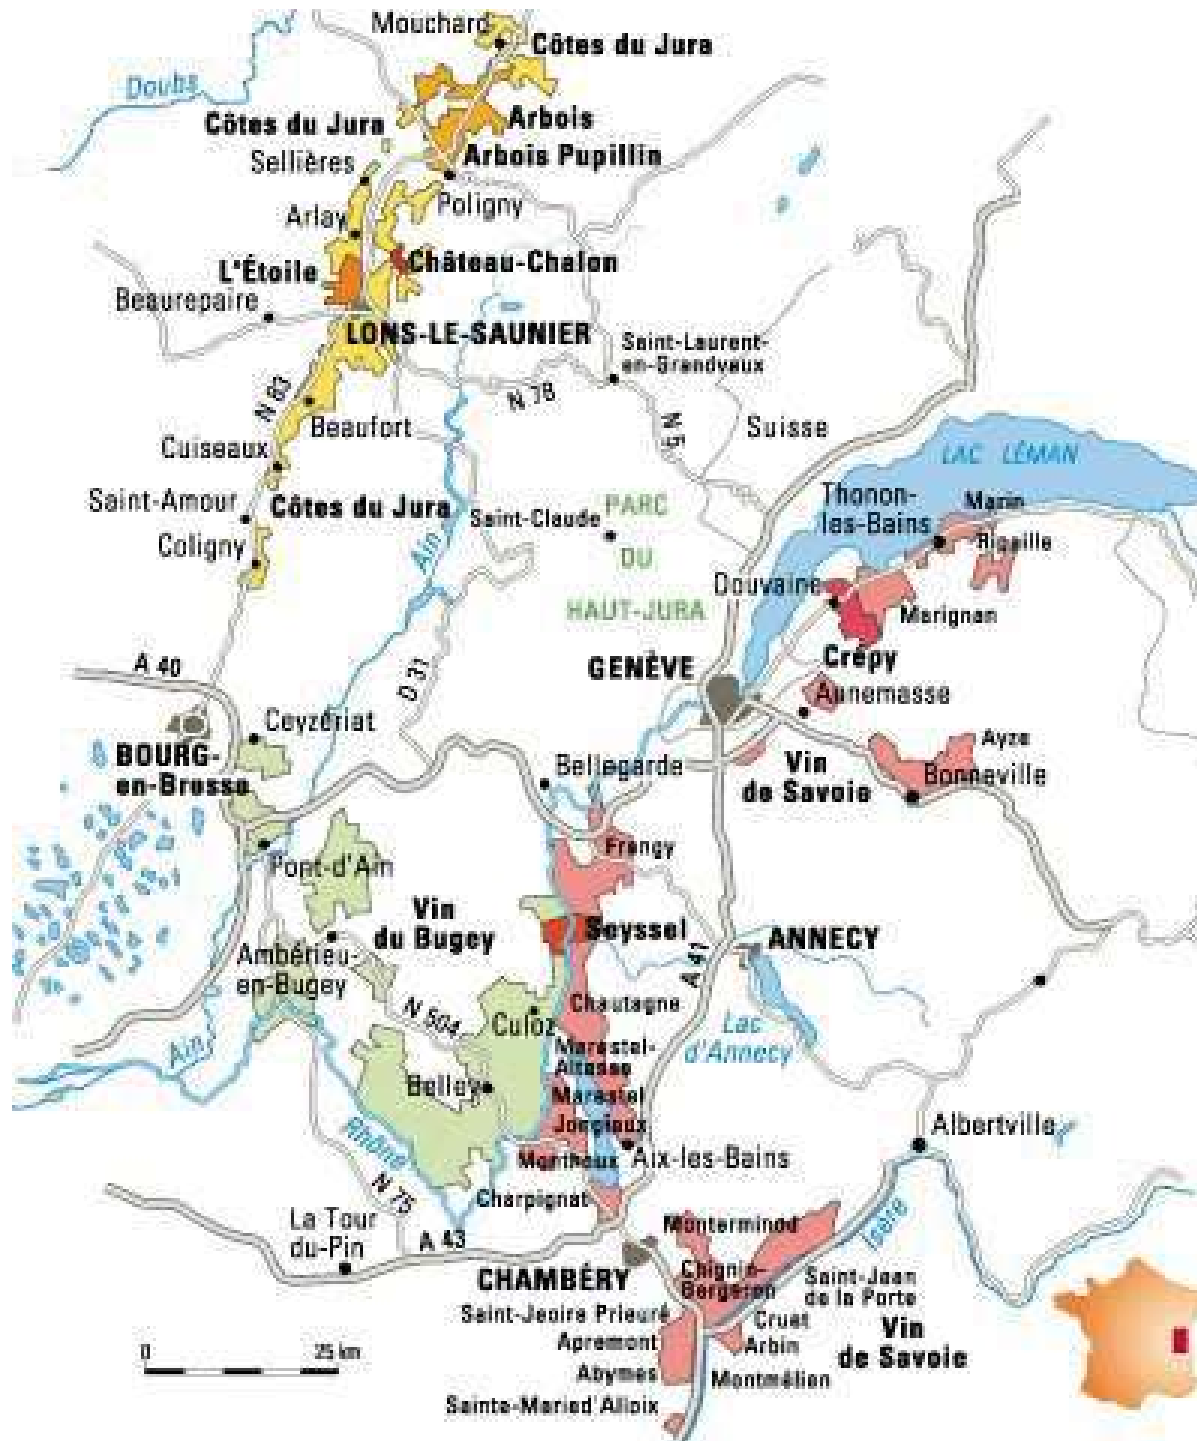 Mouchard
Côtes du Jura
Doubs
Côtes du Jura
Arbois
Arbois Pupillin
Sellières
Poligny
Arlay
L'Étoile
Château-Chalon
Beaurepaire
LONS-LE-SAUNIER
Saint-Laurent-
en-Grandvaux
N 83
N 78
N 5
Suisse
Beaufort
Cuiseaux
LAC LÉMAN
Saint-Amour
Côtes du Jura
Thonon-
les-Bains
Marin
Saint-Claude
PARC
DU
HAUT-JURA
Coligny
Ain
Ripaille
Douvaine
Marignan
Crépy
A 40
D 31
GENÈVE
Annemasse
Ceyzériat
BOURG-
en-Bresse
Bellegarde
Vin
de Savoie
Ayze
Bonneville
Pont-d'Ain
Frangy
Vin
du Bugey
Seyssel
ANNECY
A 41
Ambérieu-
en-Bugey
N 504
Culoz
Chautagne
Lac
d'Annecy
Ain
Marestel-
Altesse
Belley
Marestel
Jongieux
Rhône
Monthoux
Aix-les-Bains
Albertville
N 75
Charpignat
La Tour
du-Pin
A 43
Monterminod
Isère
CHAMBÉRY
Chignin-
Bergeron
Saint-Jean
de la Porte
Saint-Jeoire Prieuré
Cruet
Vin
de Savoie
Apremont
Arbin
0
25 km
Abymes
Montmélian
Sainte-Marie d'Alloix